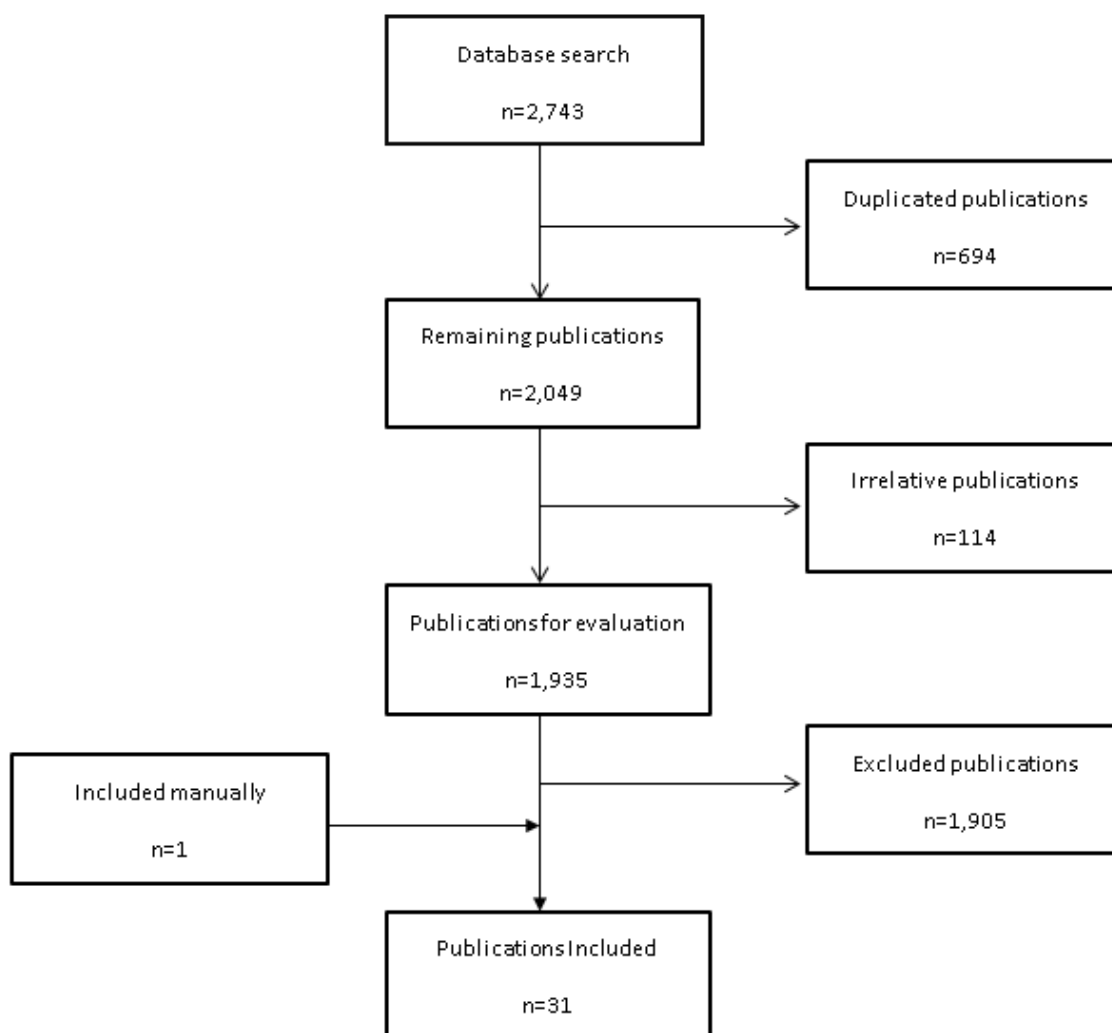 Database search
n=2,743
Duplicated publications
n=694
Remaining publications
n=2,049
Irrelative publications
n=114
Publications for evaluation
n=1,935
Excluded publications
n=1,905
Included manually
n=1
Publications Included
n=31